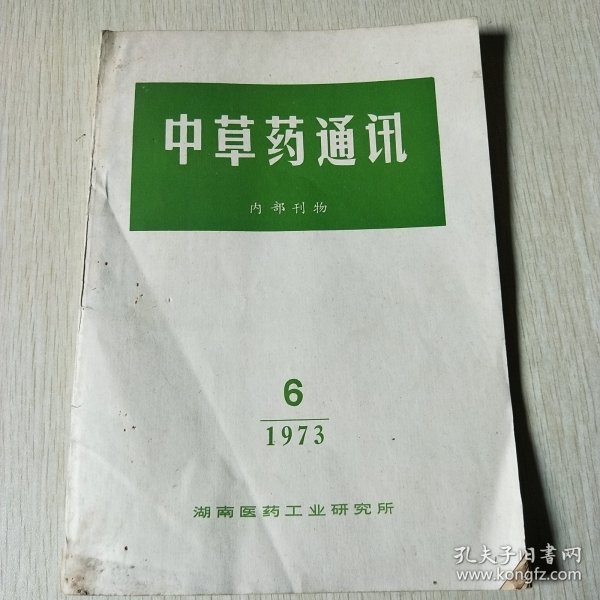 中草药通讯
内部刊物
6
1973
湖南医药工业研究所
孔夫子旧书网
www.kongfz.com